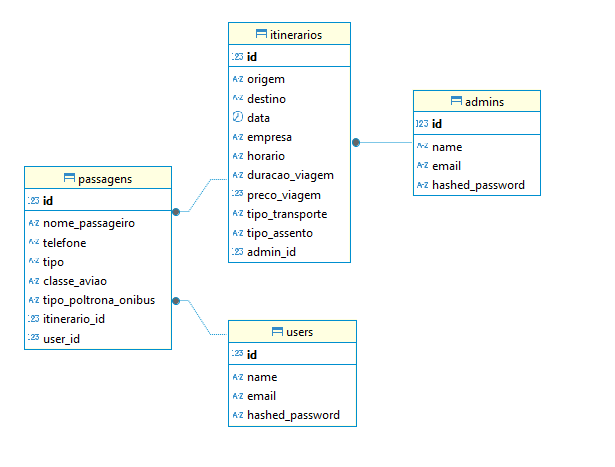 itinerarios
123 id
A-Z origem
A-Z destino
data
A-Z empresa
A-Z horario
A-Z duracao_viagem
123 preco_viagem
A-Z tipo_transporte
A-Z tipo_assento
123 admin_id
admins
123 id
A-Z name
A-Z email
A-Z hashed_password
passagens
123 id
A-Z nome_passageiro
A-Z telefone
A-Z tipo
A-Z classe_aviao
A-Z tipo_poltrona_onibus
123 itinerario_id
123 user_id
users
123 id
A-Z name
A-Z email
A-Z hashed_password